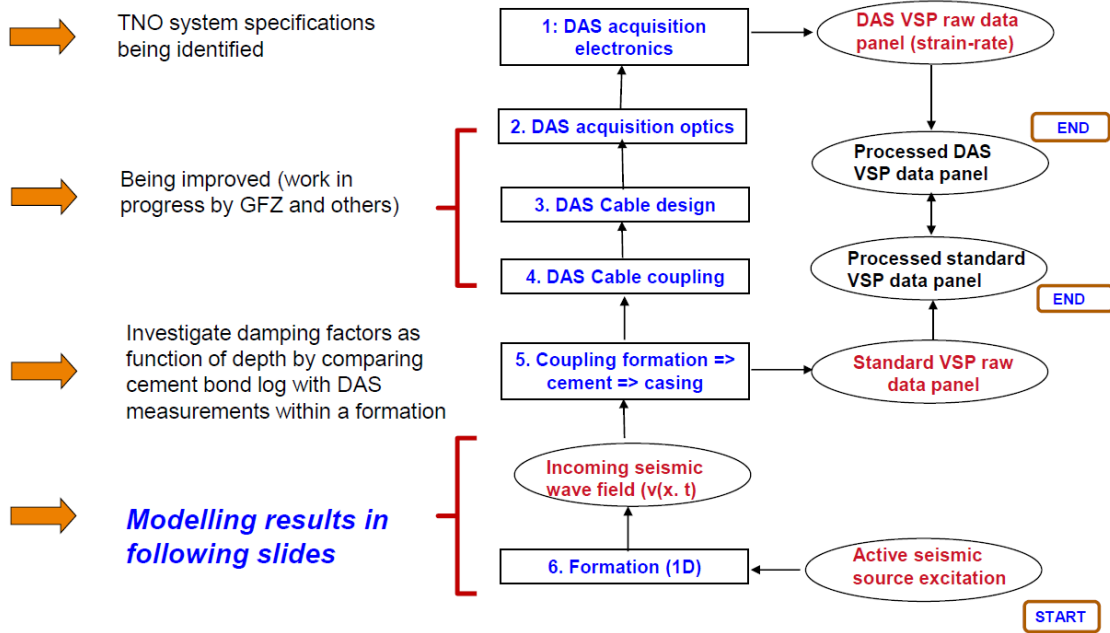 TNO system specifications
being identified
1: DAS acquisition
electronics
DAS VSP raw data
panel (strain-rate)
2. DAS acquisition optics
END
Being improved (work in
progress by GFZ and others)
3. DAS Cable design
Processed DAS
VSP data panel
4. DAS Cable coupling
Processed standard
VSP data panel
END
Investigate damping factors as
function of depth by comparing
cement bond log with DAS
measurements within a formation
5. Coupling formation =>
cement => casing
Standard VSP raw
data panel
Incoming seismic
wave field (v(x. t)
Modelling results in
following slides
6. Formation (1D)
Active seismic
source excitation
START